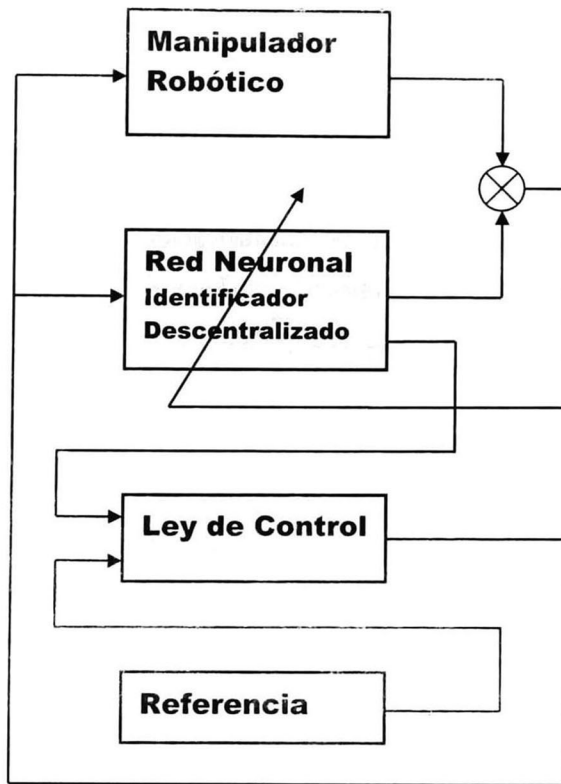 Manipulador
Robótico
Red Neuronal
Identificador
Descentralizado
Ley de Control
Referencia